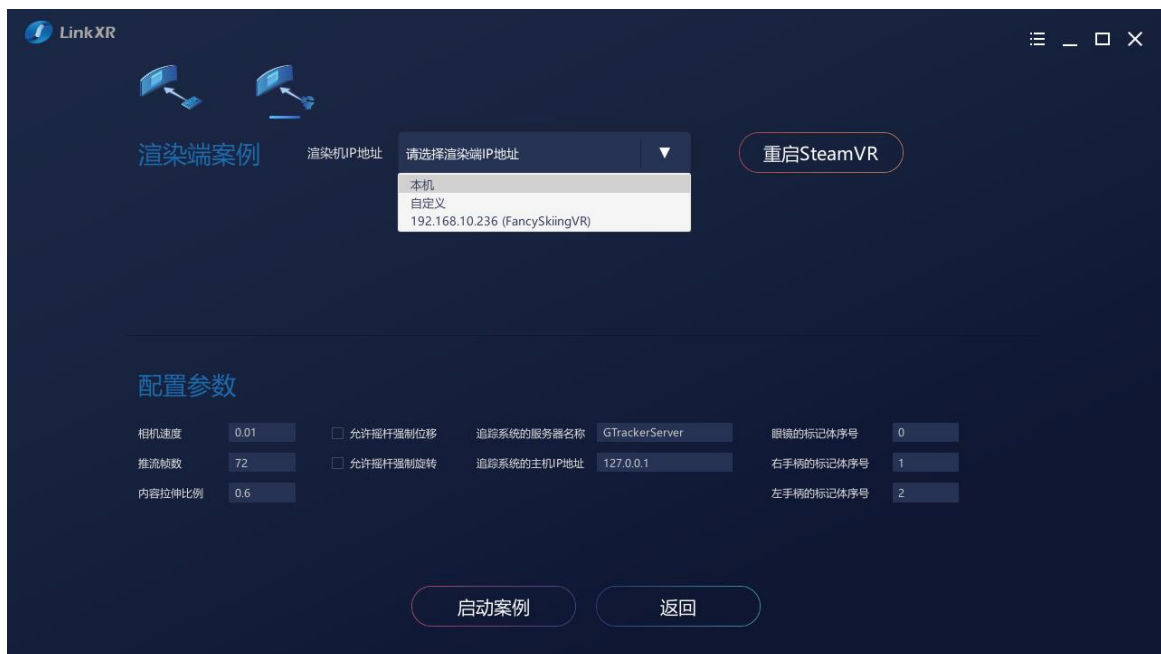 LinkXR
渲染端案例
渲染机IP地址
请选择渲染端IP地址
重启SteamVR
本机
自定义
192.168.10.236 (FancySkiingVR)
配置参数
相机速度 0.01 允许摇杆强制位移 追踪系统的服务器名称 GTrackerServer 眼镜的标记体序号 0
推流帧数 72 允许摇杆强制旋转 追踪系统的主机IP地址 127.0.0.1 右手柄的标记体序号 1
内容拉伸比例 0.6 左手柄的标记体序号 2
启动案例 返回